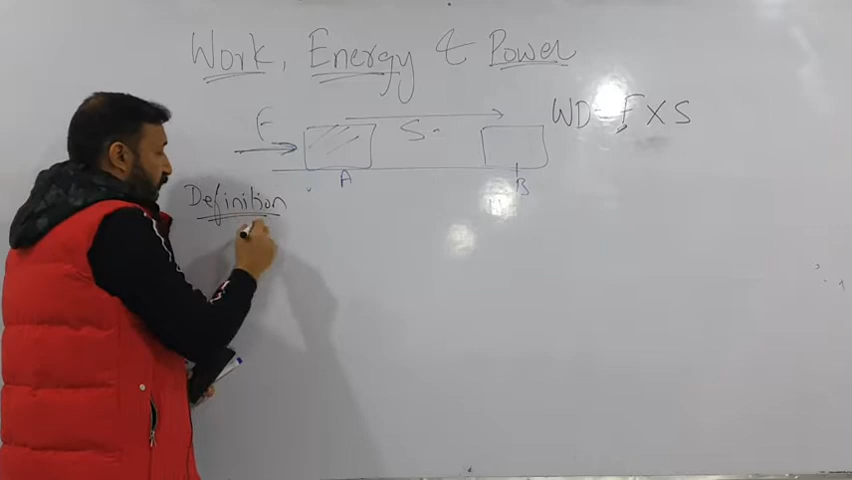 Work, Energy & Power
F
S
WD = F X S
A
B
Definition